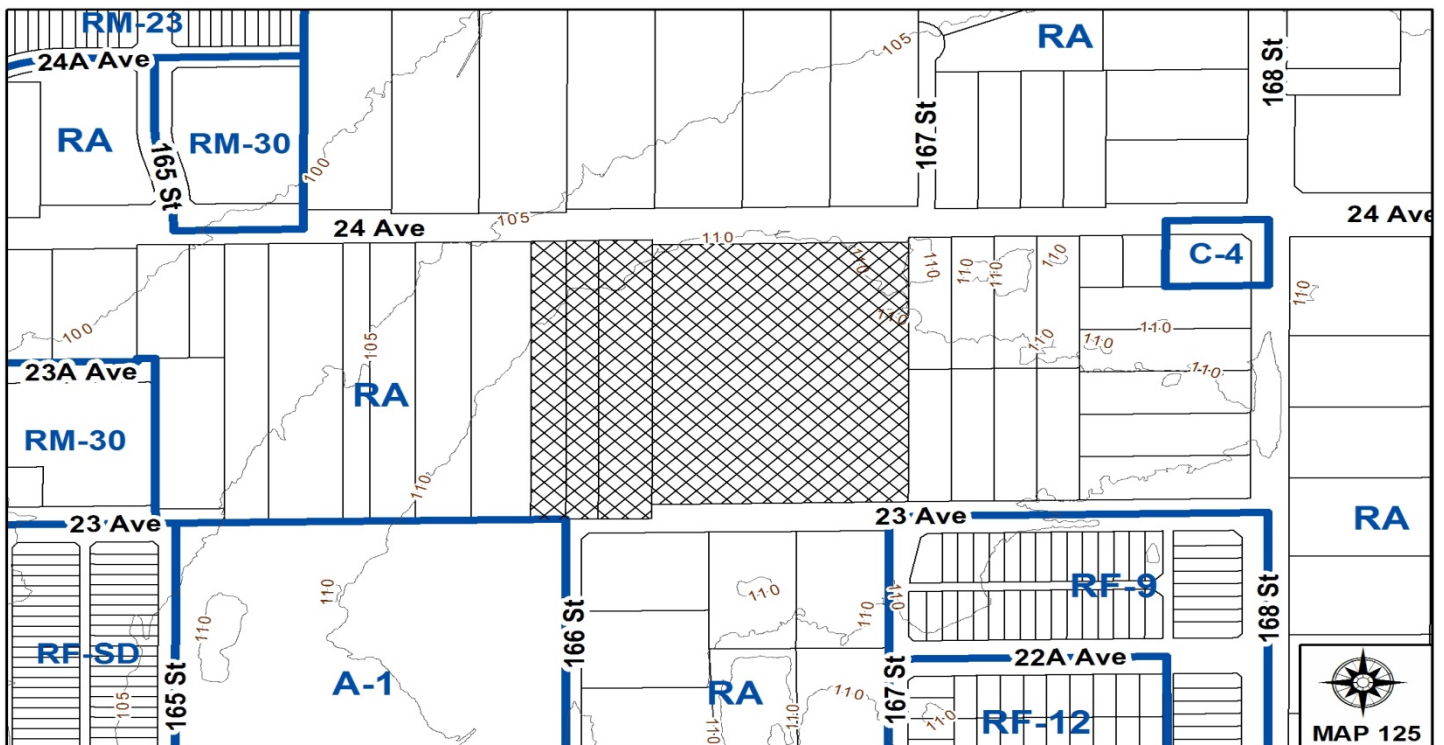 RM-23
RA
24A Ave
105
168 St
RA
RM-30
167 St
165 St
100
105
24 Ave
24 Ave
110
C-4
110
110
110
110
110
110
100
110
110
110
110
105
110
23A Ave
RA
RM-30
110
23 Ave
23 Ave
RA
110
RF-9
110
110
110
110
168 St
166 St
RF-SD
22A Ave
165 St
A-1
RA
167 St
105
110
110
110
110
RF-12
MAP 125